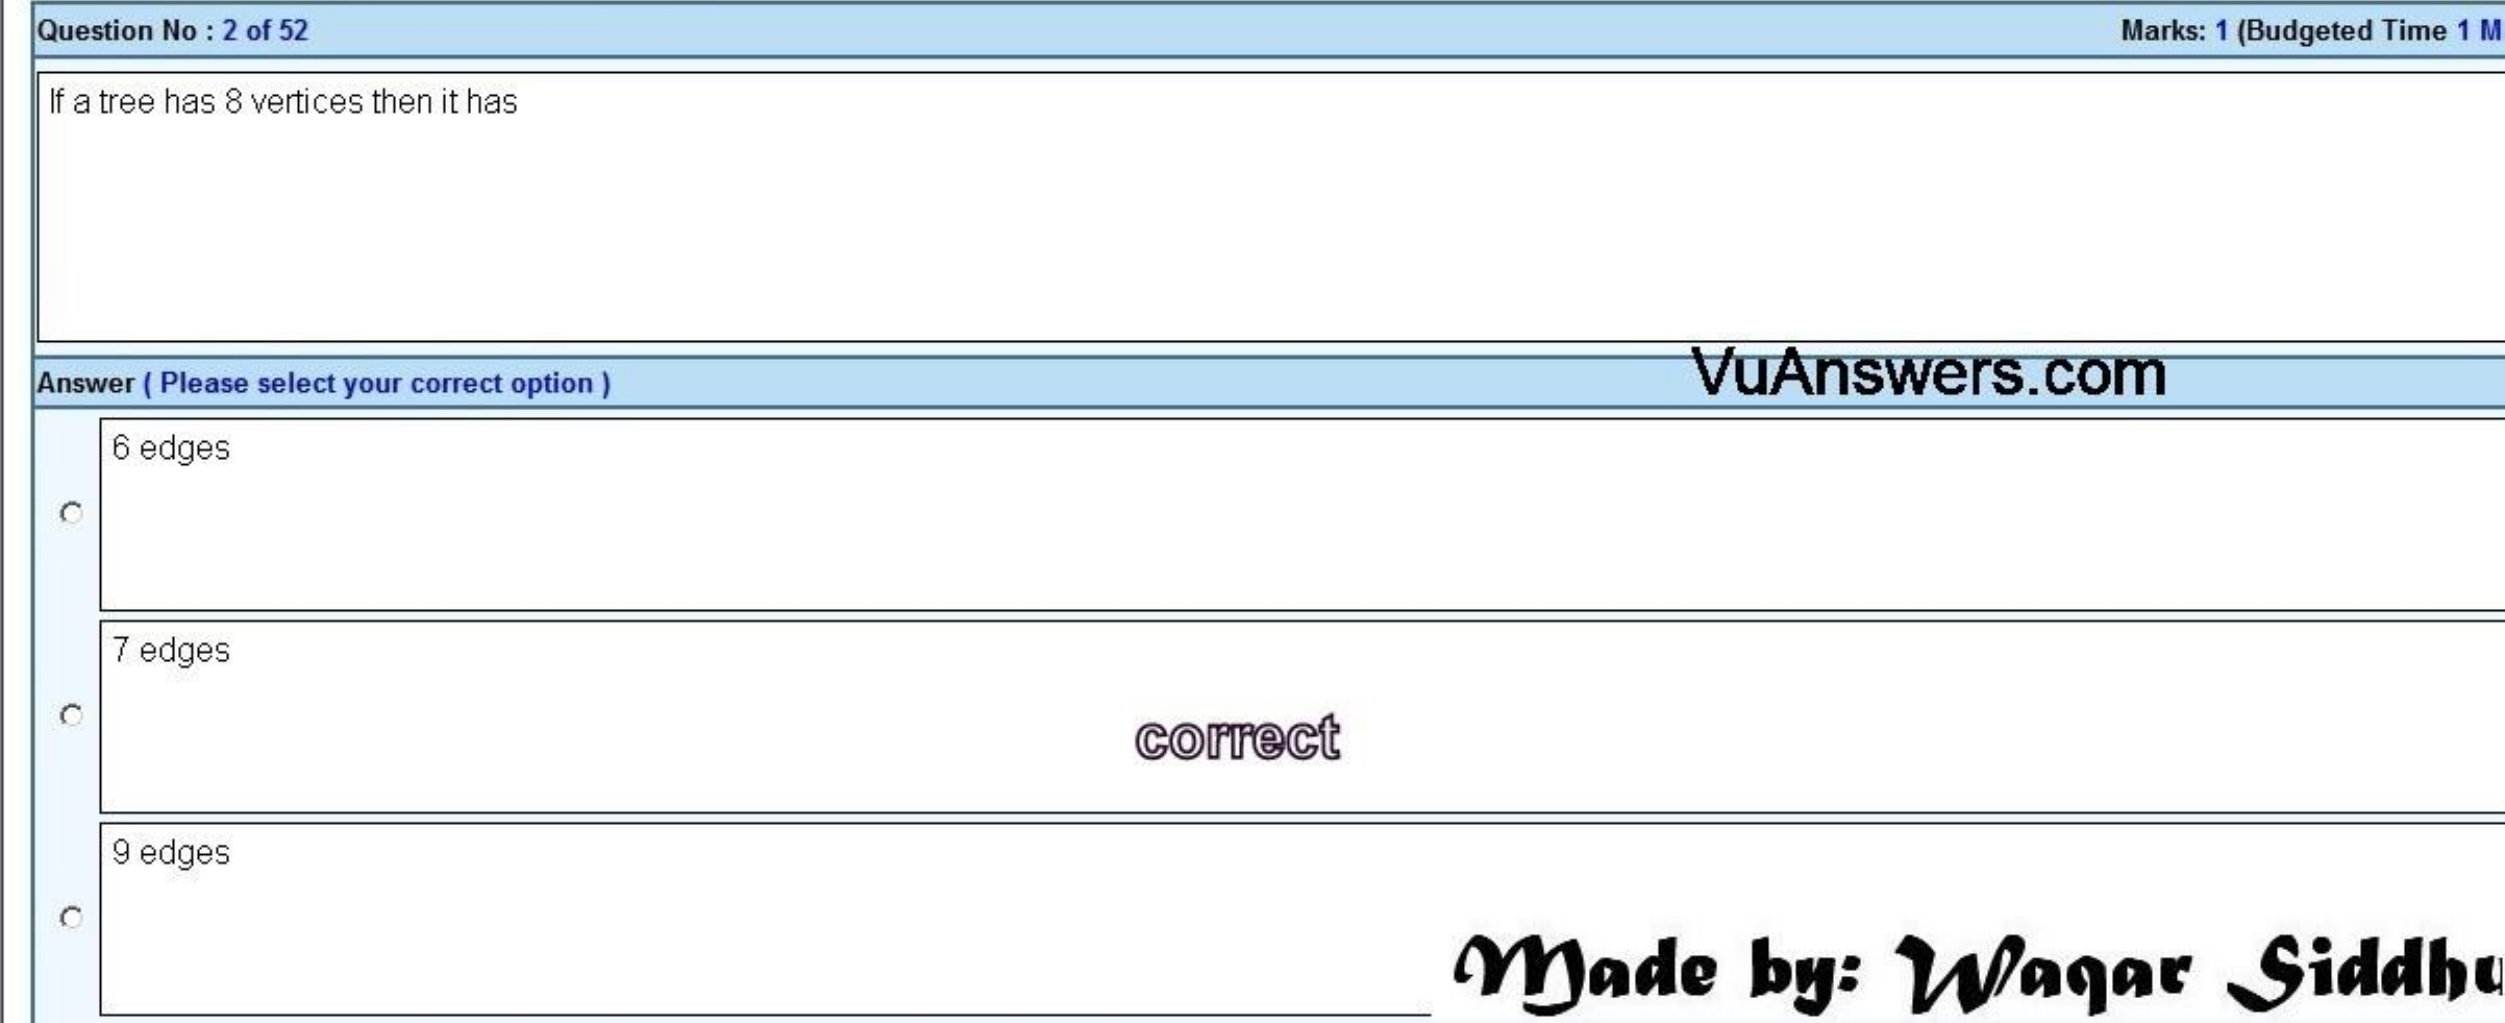 Question No : 2 of 52 Marks: 1 (Budgeted Time 1 M
If a tree has 8 vertices then it has
VuAnswers.com
Answer ( Please select your correct option )
6 edges
7 edges
correct
9 edges
Made by: Waqar Siddhu